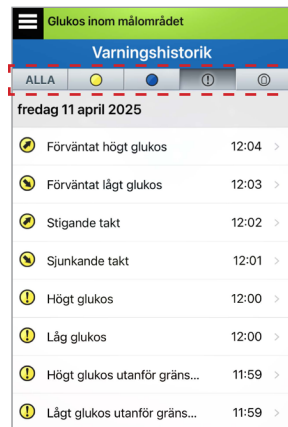 Glukos inom målområdet
Varningshistorik
ALLA
fredag 11 april 2025
Förväntat högt glukos 12:04
Förväntat lågt glukos 12:03
Stigande takt 12:02
Sjunkande takt 12:01
Högt glukos 12:00
Låg glukos 12:00
Högt glukos utanför gräns... 11:59
Lågt glukos utanför gräns... 11:59